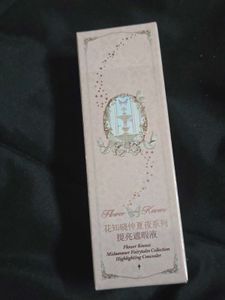 Flower Knows
花知晓仲夏夜系列
提亮遮瑕液
Flower Knows
Midsummer Fairytales Collection
Highlighting Concealer